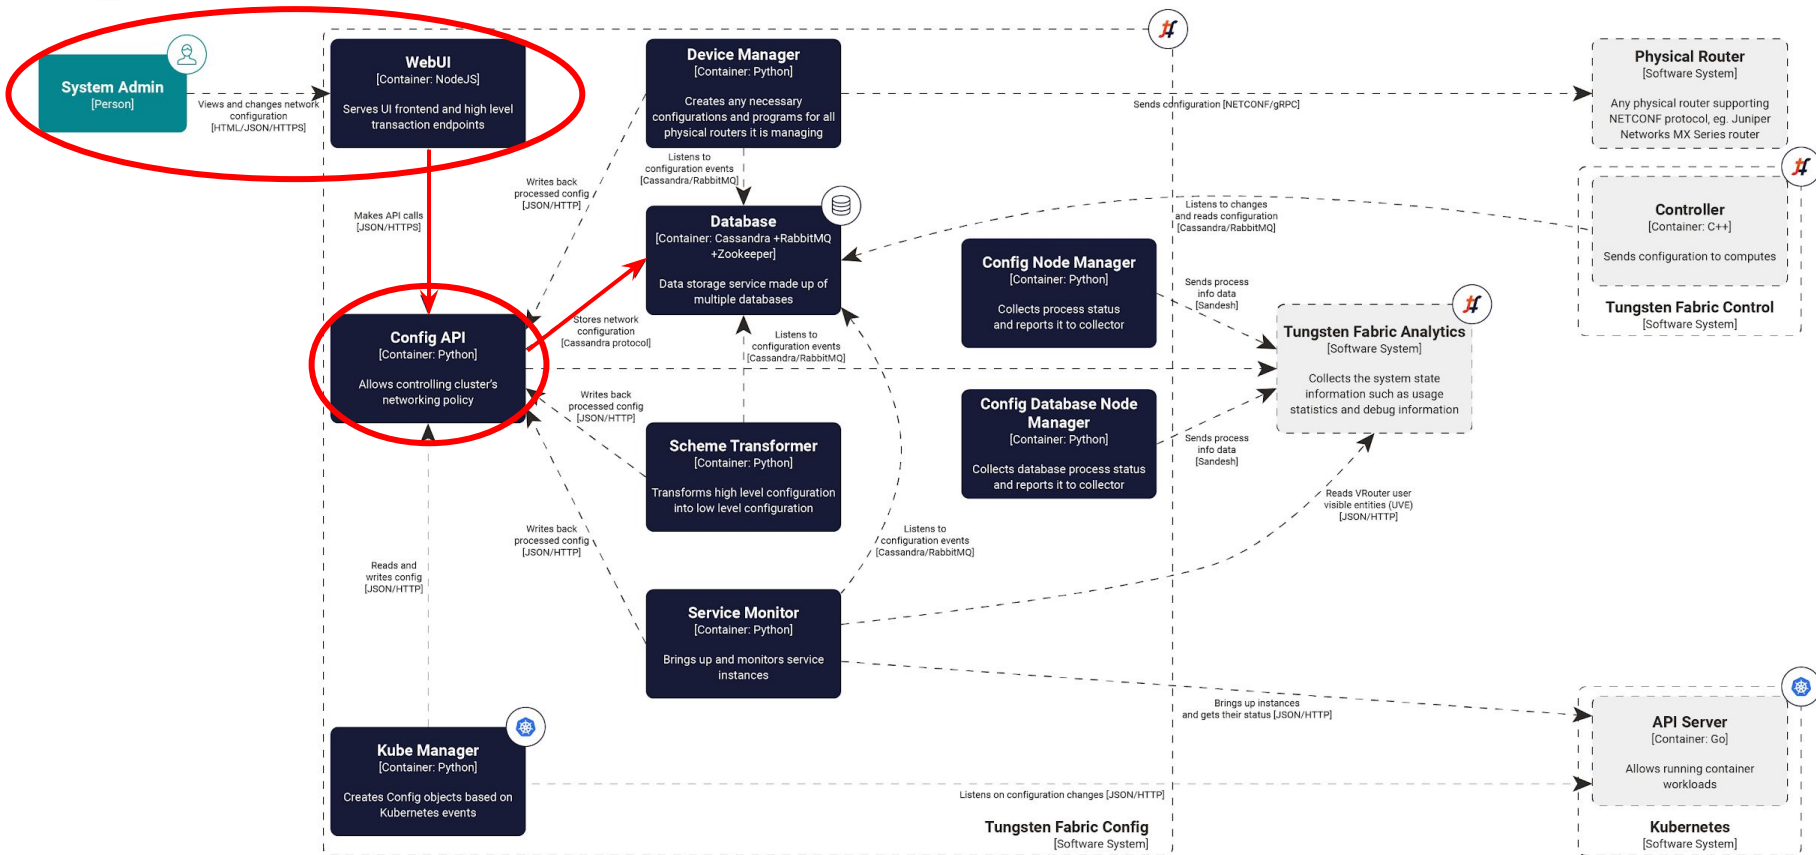 System Admin
[Person]
Views and changes network
configuration
[HTML/JSON/HTTPS]
WebUI
[Container: NodeJS]
Serves UI frontend and high level
transaction endpoints
Device Manager
[Container: Python]
Creates any necessary
configurations and programs for all
physical routers it is managing
Sends configuration [NETCONF/gRPC]
Physical Router
[Software System]
Any physical router supporting
NETCONF protocol, eg. Juniper
Networks MX Series router
Makes API calls
[JSON/HTTPS]
Writes back
processed config
[JSON/HTTP]
Listens to
configuration events
[Cassandra/RabbitMQ]
Database
[Container: Cassandra +RabbitMQ
+Zookeeper]
Data storage service made up of
multiple databases
Listens to changes
and reads configuration
[Cassandra/RabbitMQ]
Controller
[Container: C++]
Sends configuration to computes
Tungsten Fabric Control
[Software System]
Config Node Manager
[Container: Python]
Collects process status
and reports it to collector
Sends process
info data
[Sandesh]
Tungsten Fabric Analytics
[Software System]
Collects the system state
information such as usage
statistics and debug information
Config API
[Container: Python]
Allows controlling cluster's
networking policy
Stores network
configuration
[Cassandra protocol]
Listens to
configuration events
[Cassandra/RabbitMQ]
Writes back
processed config
[JSON/HTTP]
Config Database Node
Manager
[Container: Python]
Collects database process status
and reports it to collector
Sends process
info data
[Sandesh]
Scheme Transformer
[Container: Python]
Transforms high level configuration
into low level configuration
Writes back
processed config
[JSON/HTTP]
Listens to
configuration events
[Cassandra/RabbitMQ]
Reads VRouter user
visible entities (UVE)
[JSON/HTTP]
Reads and
writes config
[JSON/HTTP]
Service Monitor
[Container: Python]
Brings up and monitors service
instances
Brings up instances
and gets their status [JSON/HTTP]
API Server
[Container: Go]
Allows running container
workloads
Kubernetes
[Software System]
Kube Manager
[Container: Python]
Creates Config objects based on
Kubernetes events
Listens on configuration changes [JSON/HTTP]
Tungsten Fabric Config
[Software System]